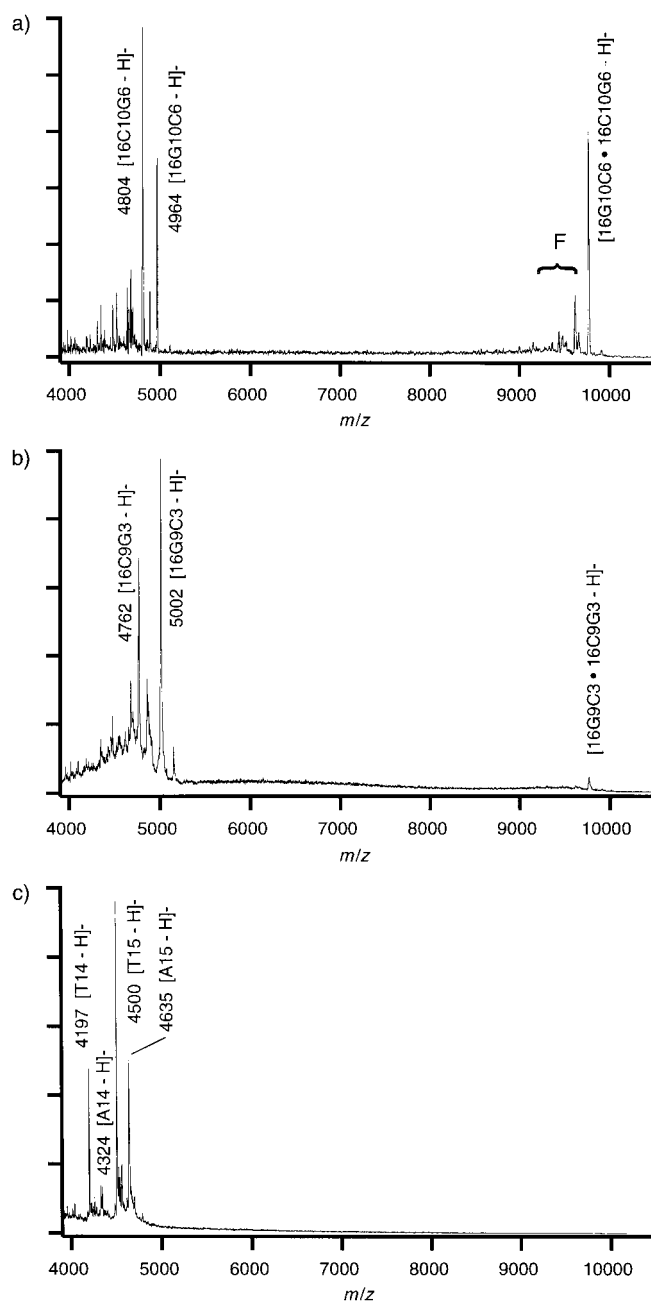 a)
4804 [16C10G6 - H]-
4964 [16G10C6 - H]-
F
[16G10C6 • 16C10G6 - H]-
4000 5000 6000 7000 8000 9000 10000
m/z
b)
4762 [16C9G3 - H]-
5002 [16G9C3 - H]-
[16G9C3 • 16C9G3 - H]-
4000 5000 6000 7000 8000 9000 10000
m/z
c)
4197 [T14 - H]-
4324 [A14 - H]-
4500 [T15 - H]-
4635 [A15 - H]-
4000 5000 6000 7000 8000 9000 10000
m/z